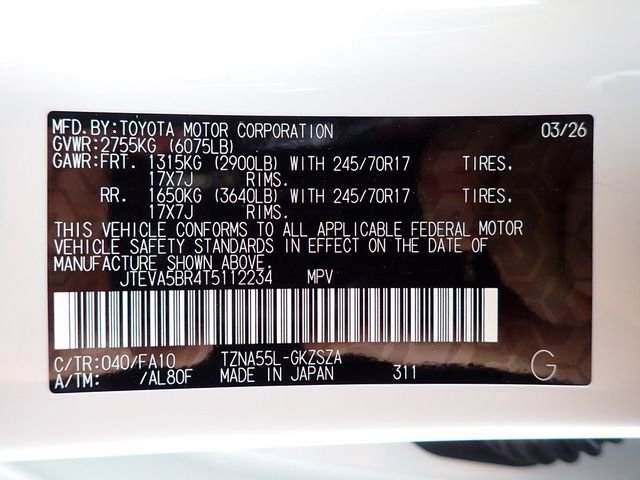 MFD.BY:TOYOTA MOTOR CORPORATION 03/26
GVWR:2755KG (6075LB)
GAWR:FRT. 1315KG (2900LB) WITH 245/70R17 TIRES,
17X7J RIMS.
RR. 1650KG (3640LB) WITH 245/70R17 TIRES,
17X7J RIMS.
THIS VEHICLE CONFORMS TO ALL APPLICABLE FEDERAL MOTOR
VEHICLE SAFETY STANDARDS IN EFFECT ON THE DATE OF
MANUFACTURE SHOWN ABOVE.
JTEVA5BR4T5112234 MPV
C/TR:040/FA10 TZNA55L-GKZSZA
A/TM: /AL80F MADE IN JAPAN 311 G